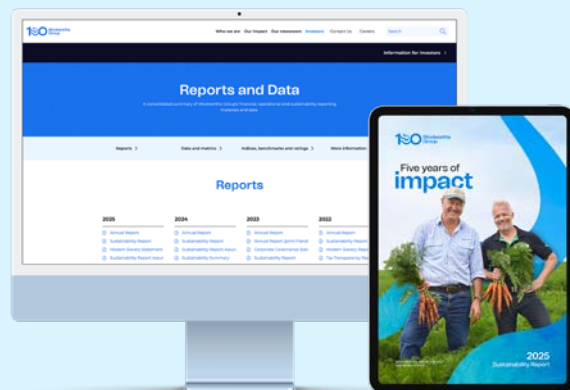 100 Woolworths
Group
Who we are Our impact Our newsroom Investors Contact Us Careers Search
Information for Investors
Reports and Data
A consolidated summary of Woolworths Group's financial, operational and sustainability reporting
materials and data
Reports Data and metrics Indices, benchmarks and ratings More information
Reports
2025 2024 2023 2022
Annual Report Annual Report Annual Report Annual Report
Sustainability Report Sustainability Report Sustainability Report
Modern Slavery Statement Sustainability Report Corporate Governance
Sustainability Report Sustainability Summary Sustainability Report Tax Transparency
100 Woolworths
Group
Five years of
impact
2025
Sustainability Report